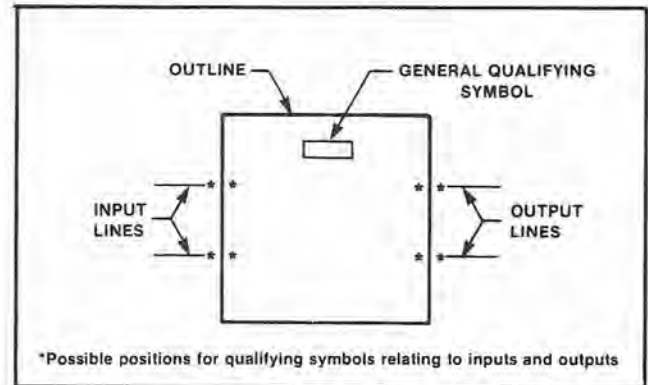 OUTLINE
GENERAL QUALIFYING
SYMBOL
* * * *
INPUT
LINES
OUTPUT
LINES
* * * *
*Possible positions for qualifying symbols relating to inputs and outputs